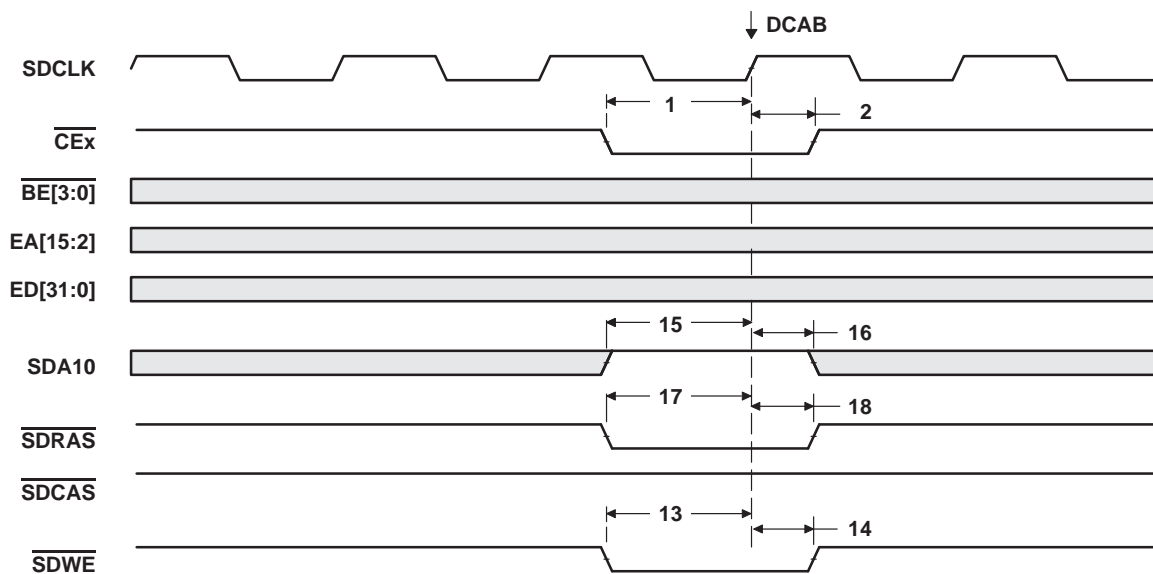 DCAB
SDCLK
1 2
CEx
BE[3:0]
EA[15:2]
ED[31:0]
15 16
SDA10
17 18
SDRAS
SDCAS
13 14
SDWE